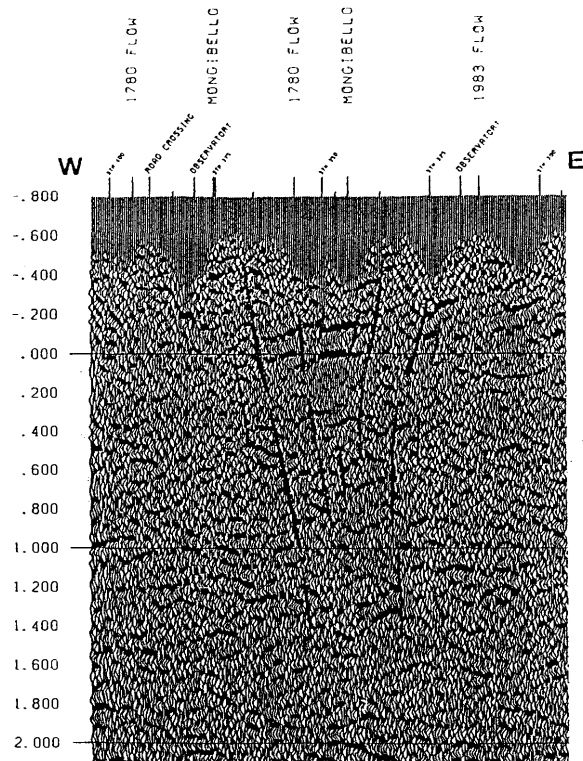 1780 FLOW
MONGIBELLO
1780 FLOW
MONGIBELLO
1983 FLOW
W
ROAD CROSSING
OBSERVATORY
OBSERVATORY
E
-.800
-.600
-.400
-.200
.000
.200
.400
.600
.800
1.000
1.200
1.400
1.600
1.800
2.000